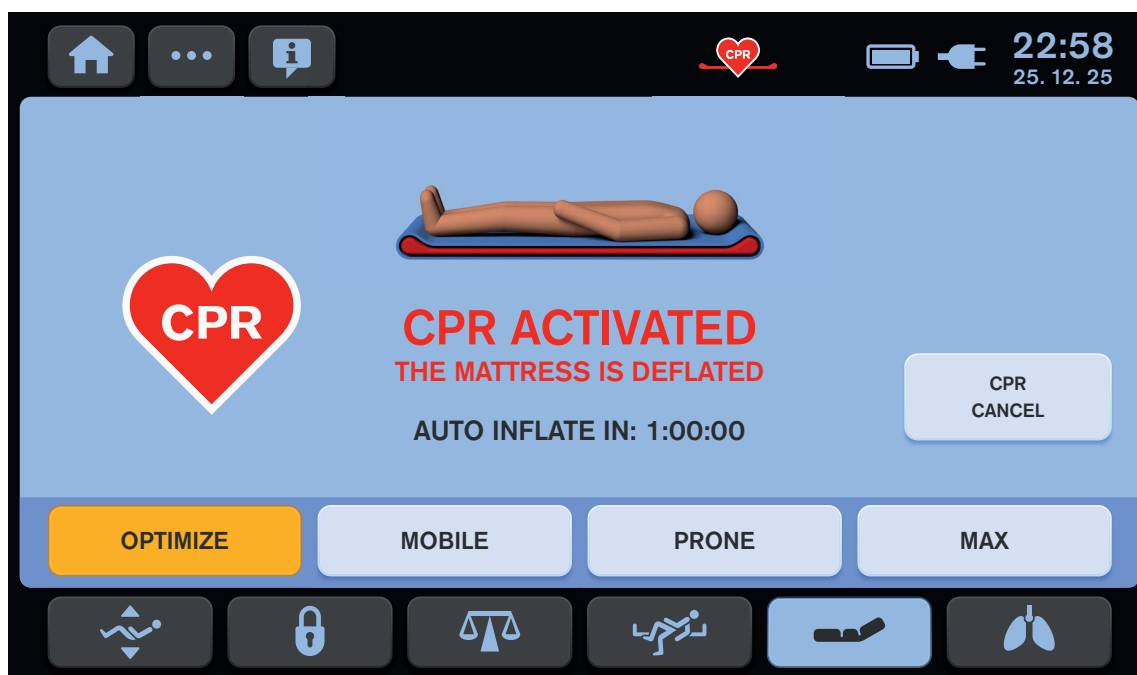 CPR
22:58
25. 12. 25
CPR
CPR ACTIVATED
THE MATTRESS IS DEFLATED
AUTO INFLATE IN: 1:00:00
CPR
CANCEL
OPTIMIZE
MOBILE
PRONE
MAX